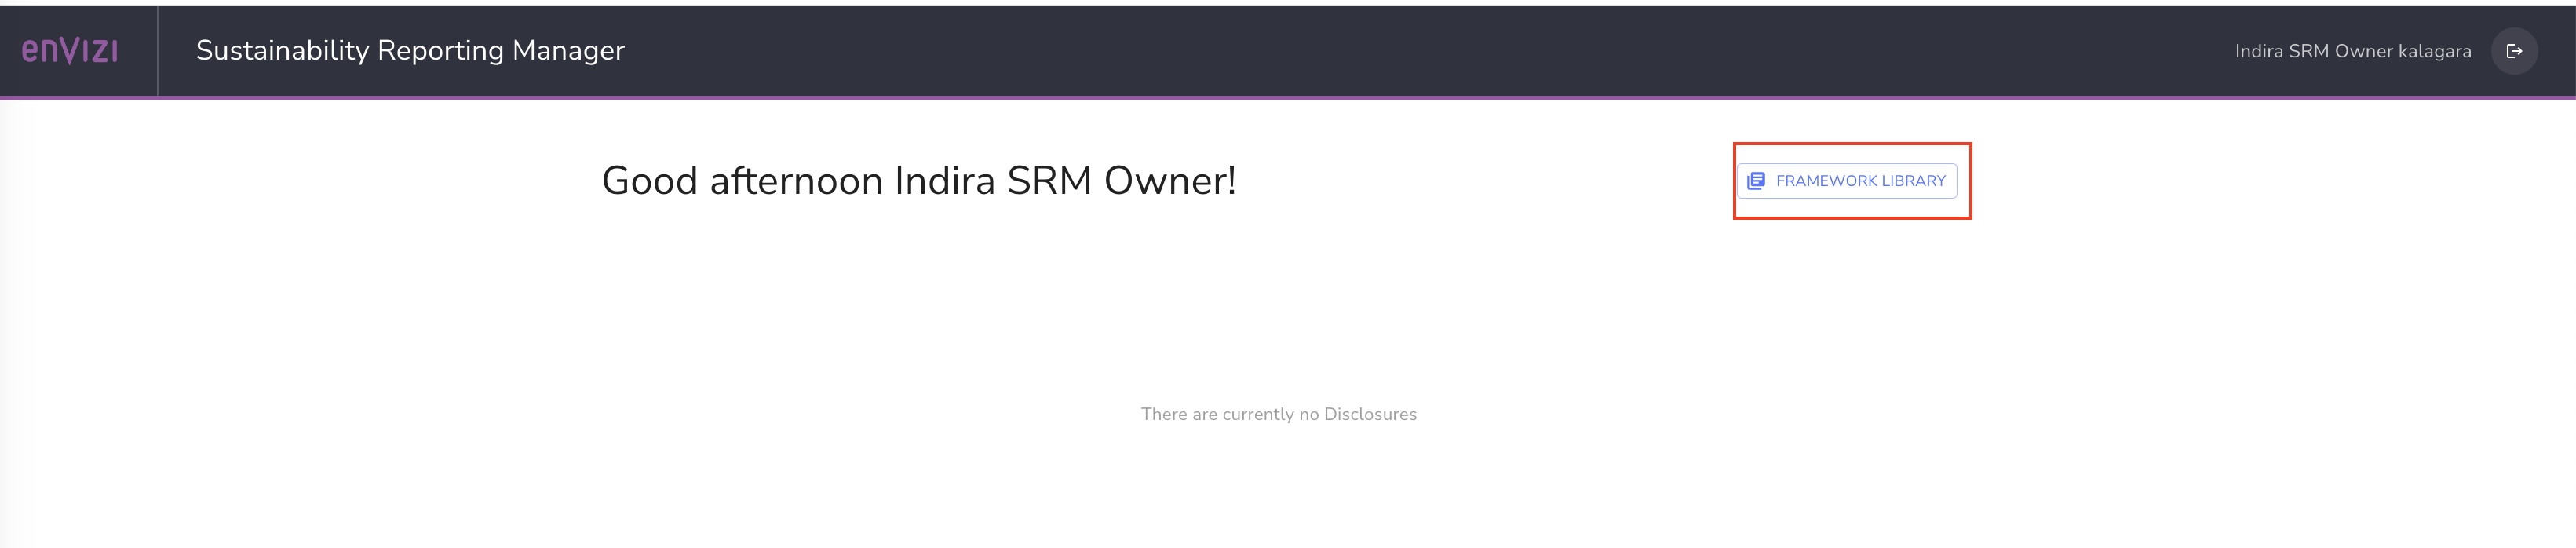 enVIZI
Sustainability Reporting Manager
Indira SRM Owner kalagara
Good afternoon Indira SRM Owner!
FRAMEWORK LIBRARY
There are currently no Disclosures